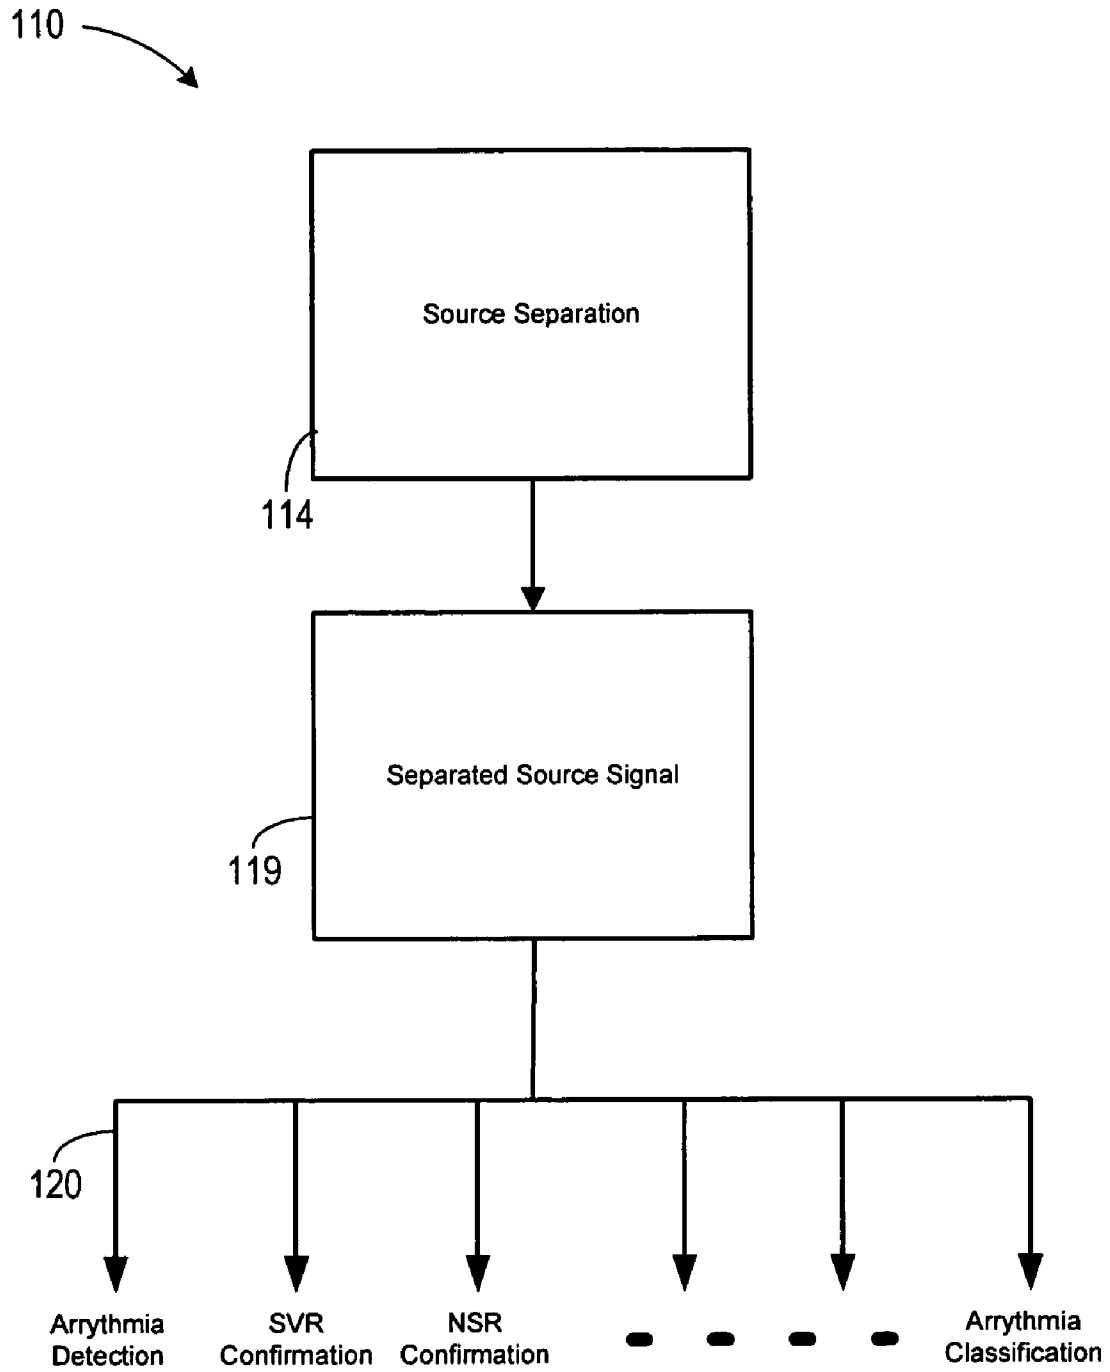 110
Source Separation
114
Separated Source Signal
119
120
Arrythmia
Detection
SVR
Confirmation
NSR
Confirmation
Arrythmia
Classification